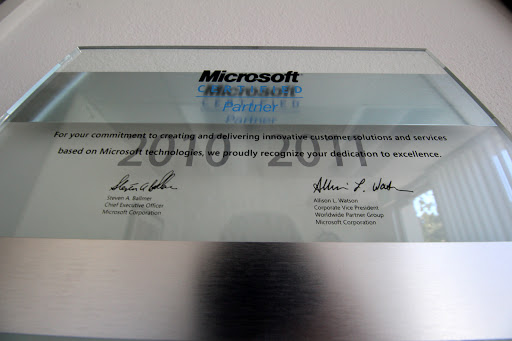 Microsoft
CERTIFIED
Partner
For your commitment to creating and delivering innovative customer solutions and services
based on Microsoft technologies, we proudly recognize your dedication to excellence.
2010 2011
Steven A. Ballmer
Chief Executive Officer
Microsoft Corporation
Allison L. Watson
Corporate Vice President
Worldwide Partner Group
Microsoft Corporation